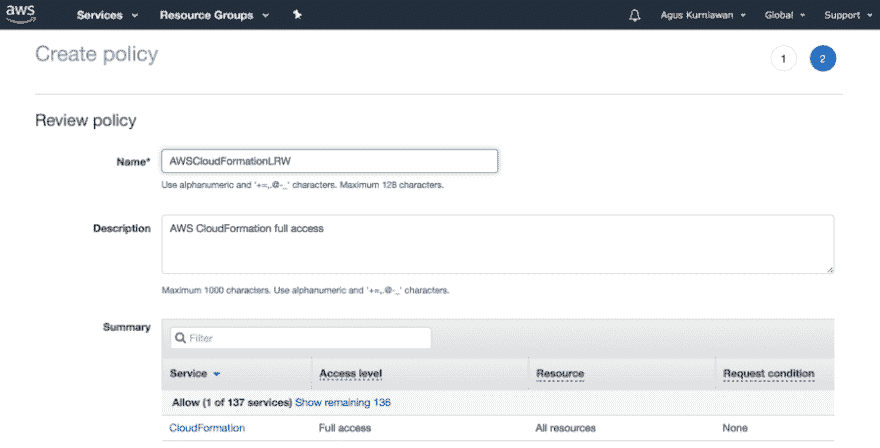 aws Services Resource Groups Agus Kurniawan Global Support
Create policy 1 2
Review policy
Name* AWSCloudFormationLRW
Use alphanumeric and '+=,.@-_' characters. Maximum 128 characters.
Description AWS CloudFormation full access
Maximum 1000 characters. Use alphanumeric and '+=,.@-_' characters.
Summary Filter
Service Access level Resource Request condition
Allow (1 of 137 services) Show remaining 136
CloudFormation Full access All resources None